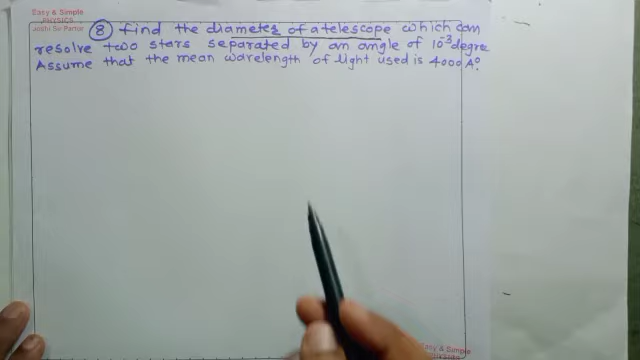 Easy & Simple
PHYSICS
⑧ find the diameter of a telescope which can
resolve two stars separated by an angle of 10⁻³ degree
Assume that the mean wavelength of light used is 4000 A°.
Easy & Simple